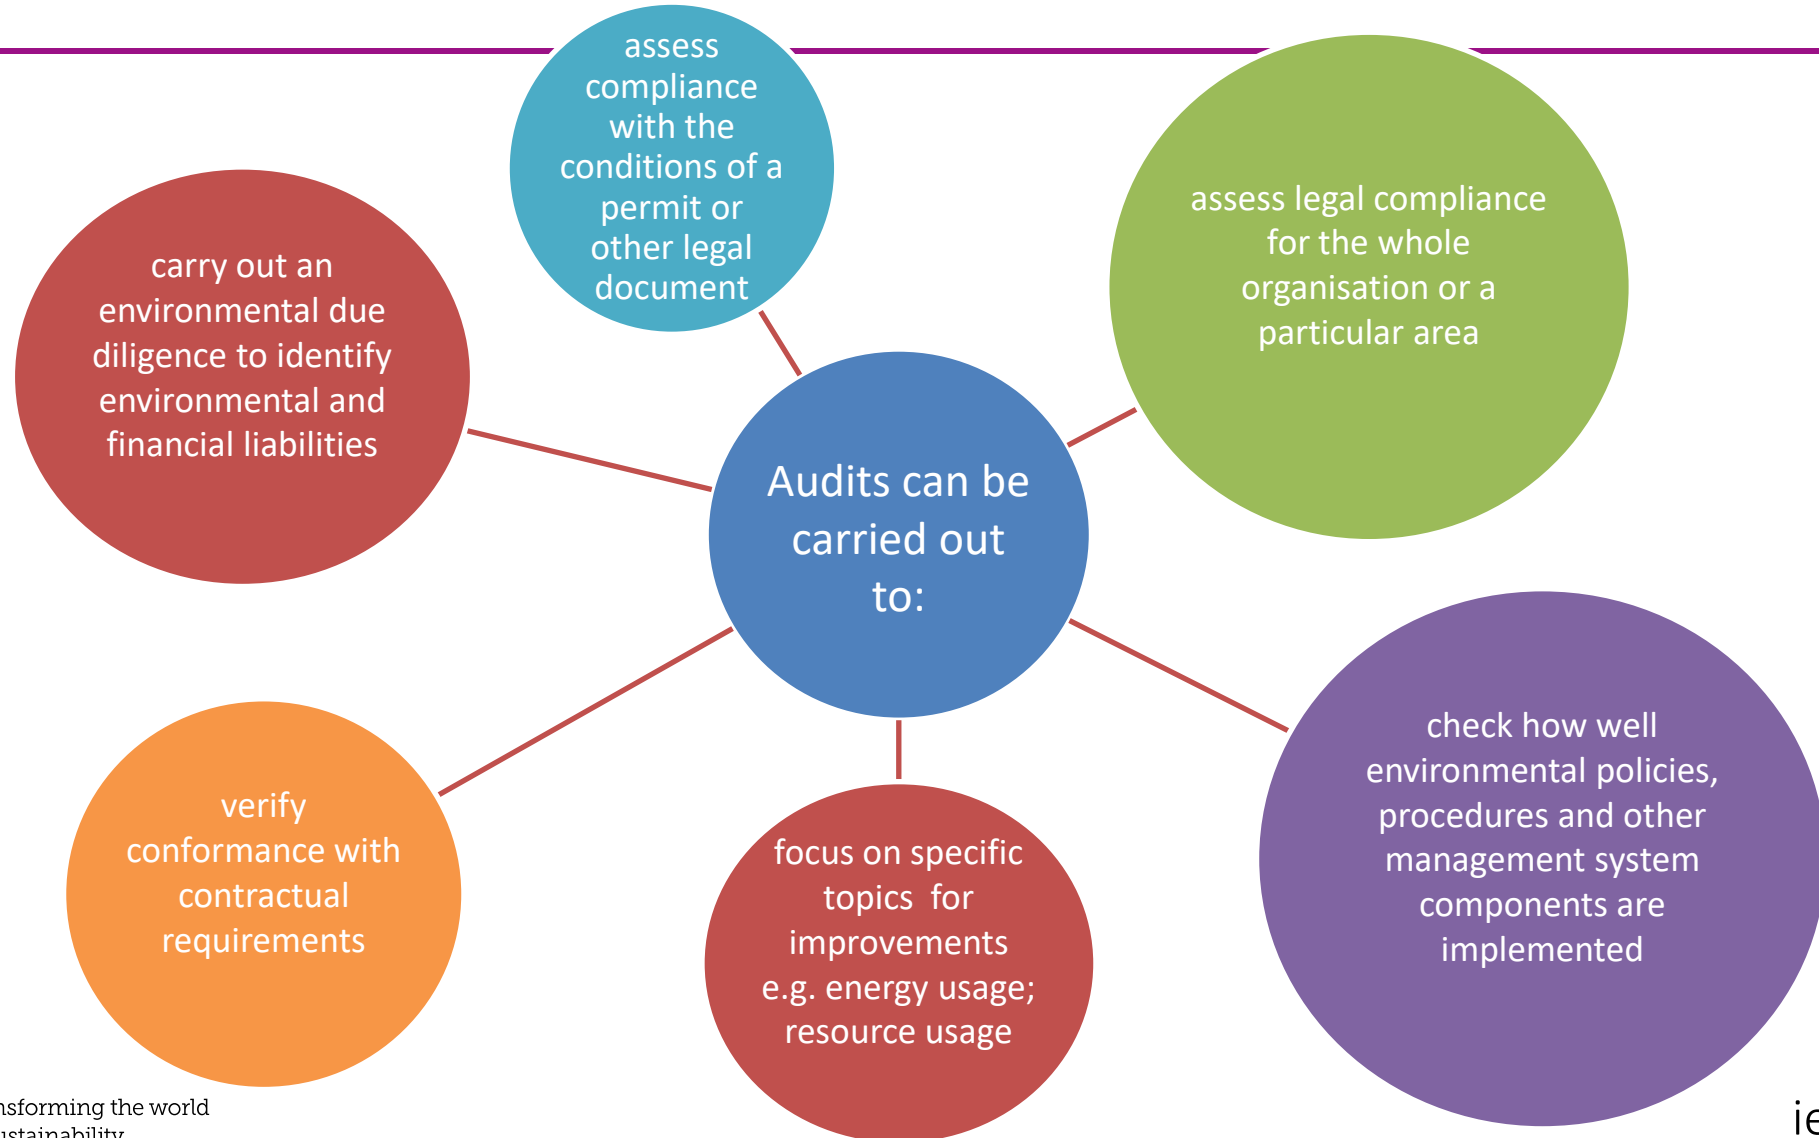 assess
compliance
with the
conditions of a
permit or
other legal
document
assess legal compliance
for the whole
organisation or a
particular area
carry out an
environmental due
diligence to identify
environmental and
financial liabilities
Audits can be
carried out
to:
check how well
environmental policies,
procedures and other
management system
components are
implemented
verify
conformance with
contractual
requirements
focus on specific
topics  for
improvements
e.g. energy usage;
resource usage
nsforming the world
ustainability
ie